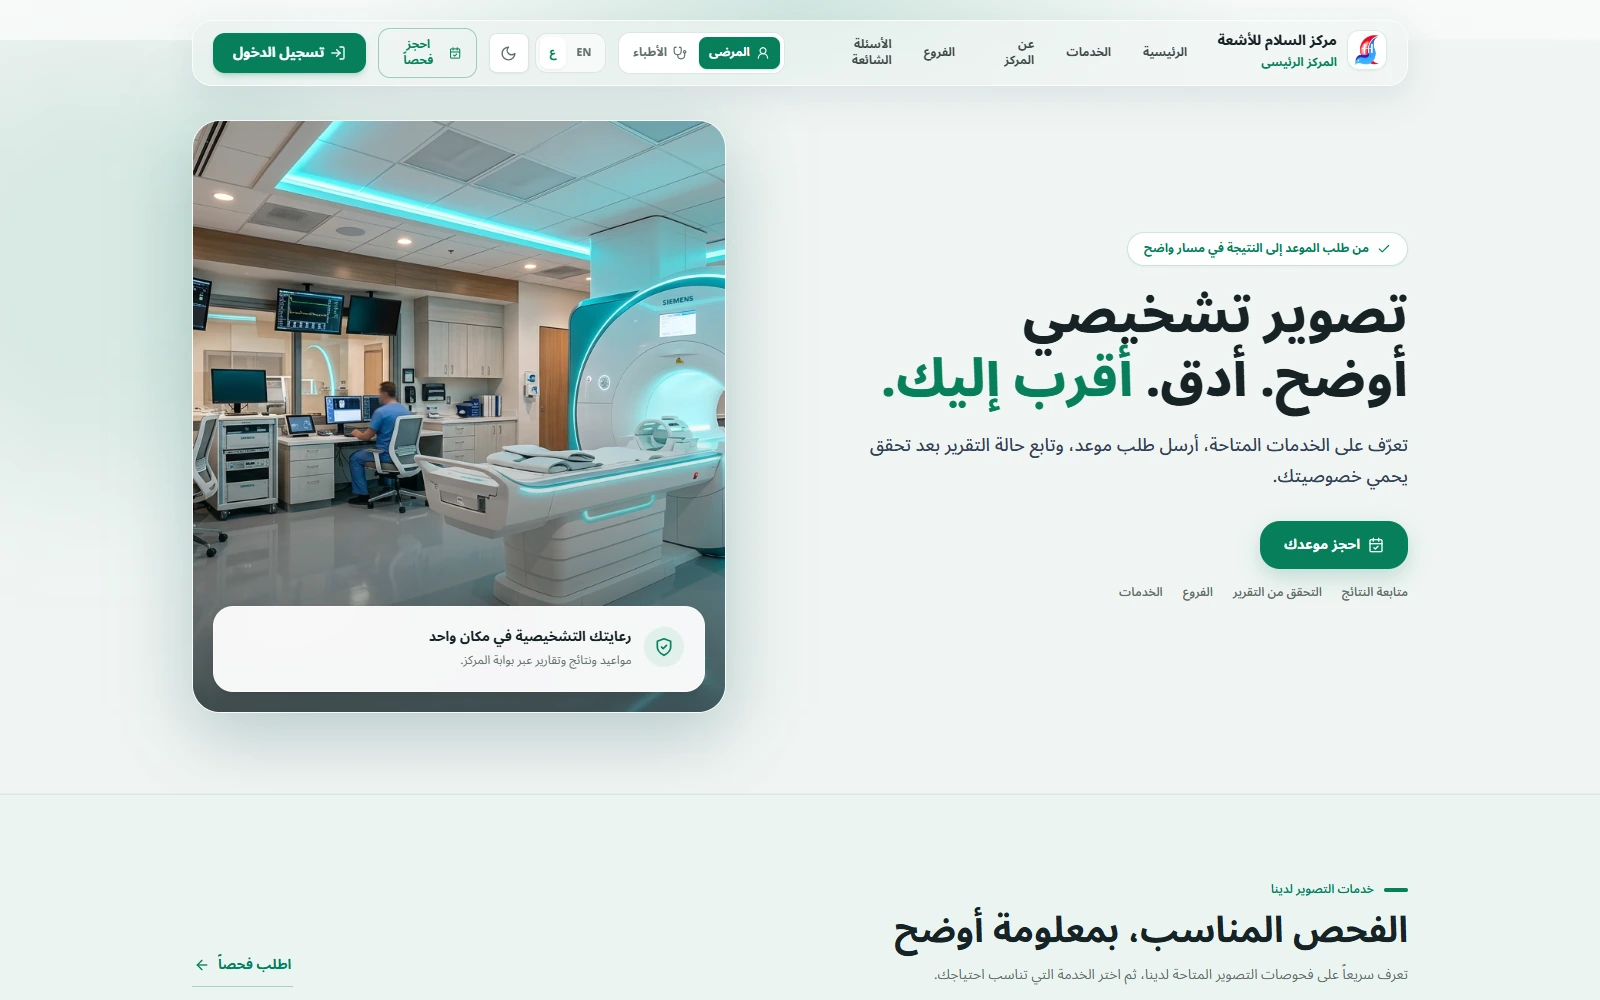 مركز السلام للأشعة
المركز الرئيسى
الرئيسية
الخدمات
عن
المركز
الفروع
الأسئلة
الشائعة
المرضى
الأطباء
EN
ع
احجز
فحصاً
تسجيل الدخول
من طلب الموعد إلى النتيجة في مسار واضح
تصوير تشخيصي
أوضح. أدق. أقرب إليك.
تعرّف على الخدمات المتاحة، أرسل طلب موعد، وتابع حالة التقرير بعد تحقق
يحمي خصوصيتك.
احجز موعدك
متابعة النتائج
التحقق من التقرير
الفروع
الخدمات
SIEMENS
رعايتك التشخيصية في مكان واحد
مواعيد ونتائج وتقارير عبر بوابة المركز.
خدمات التصوير لدينا
الفحص المناسب، بمعلومة أوضح
تعرف سريعاً على فحوصات التصوير المتاحة لدينا، ثم اختر الخدمة التي تناسب احتياجك.
اطلب فحصاً